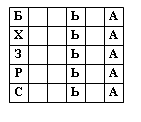 Б Ь А
Х Ь А
З Ь А
Р Ь А
С Ь А